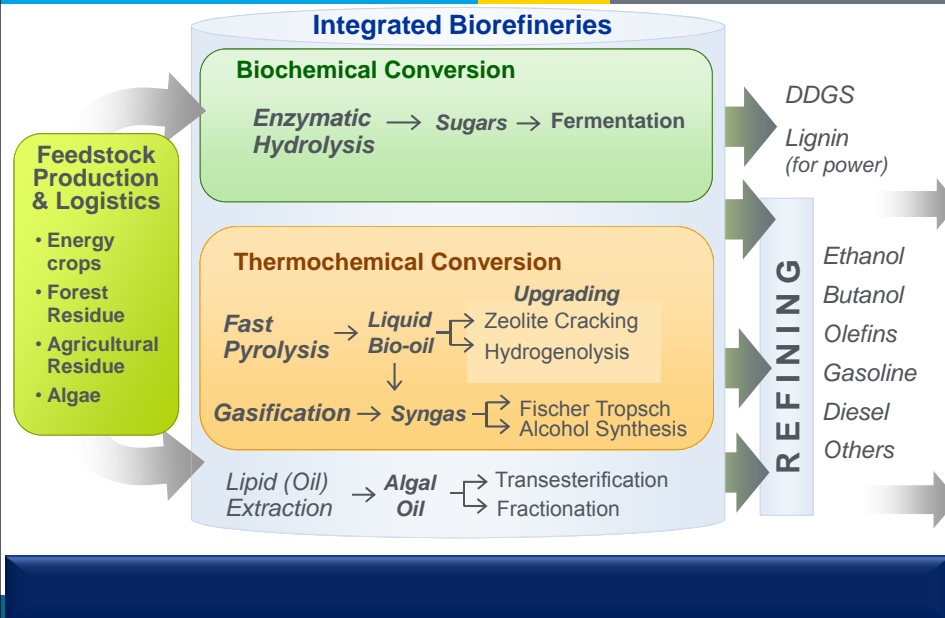 Integrated Biorefineries
Feedstock
Production
& Logistics
• Energy
crops
• Forest
Residue
• Agricultural
Residue
• Algae
Biochemical Conversion
Enzymatic
Hydrolysis
Sugars
Fermentation
Thermochemical Conversion
Upgrading
Fast
Pyrolysis
Liquid
Bio-oil
Zeolite Cracking
Hydrogenolysis
Gasification
Syngas
Fischer Tropsch
Alcohol Synthesis
Lipid (Oil)
Extraction
Algal
Oil
Transesterification
Fractionation
DDGS
Lignin
(for power)
REFINING
Ethanol
Butanol
Olefins
Gasoline
Diesel
Others